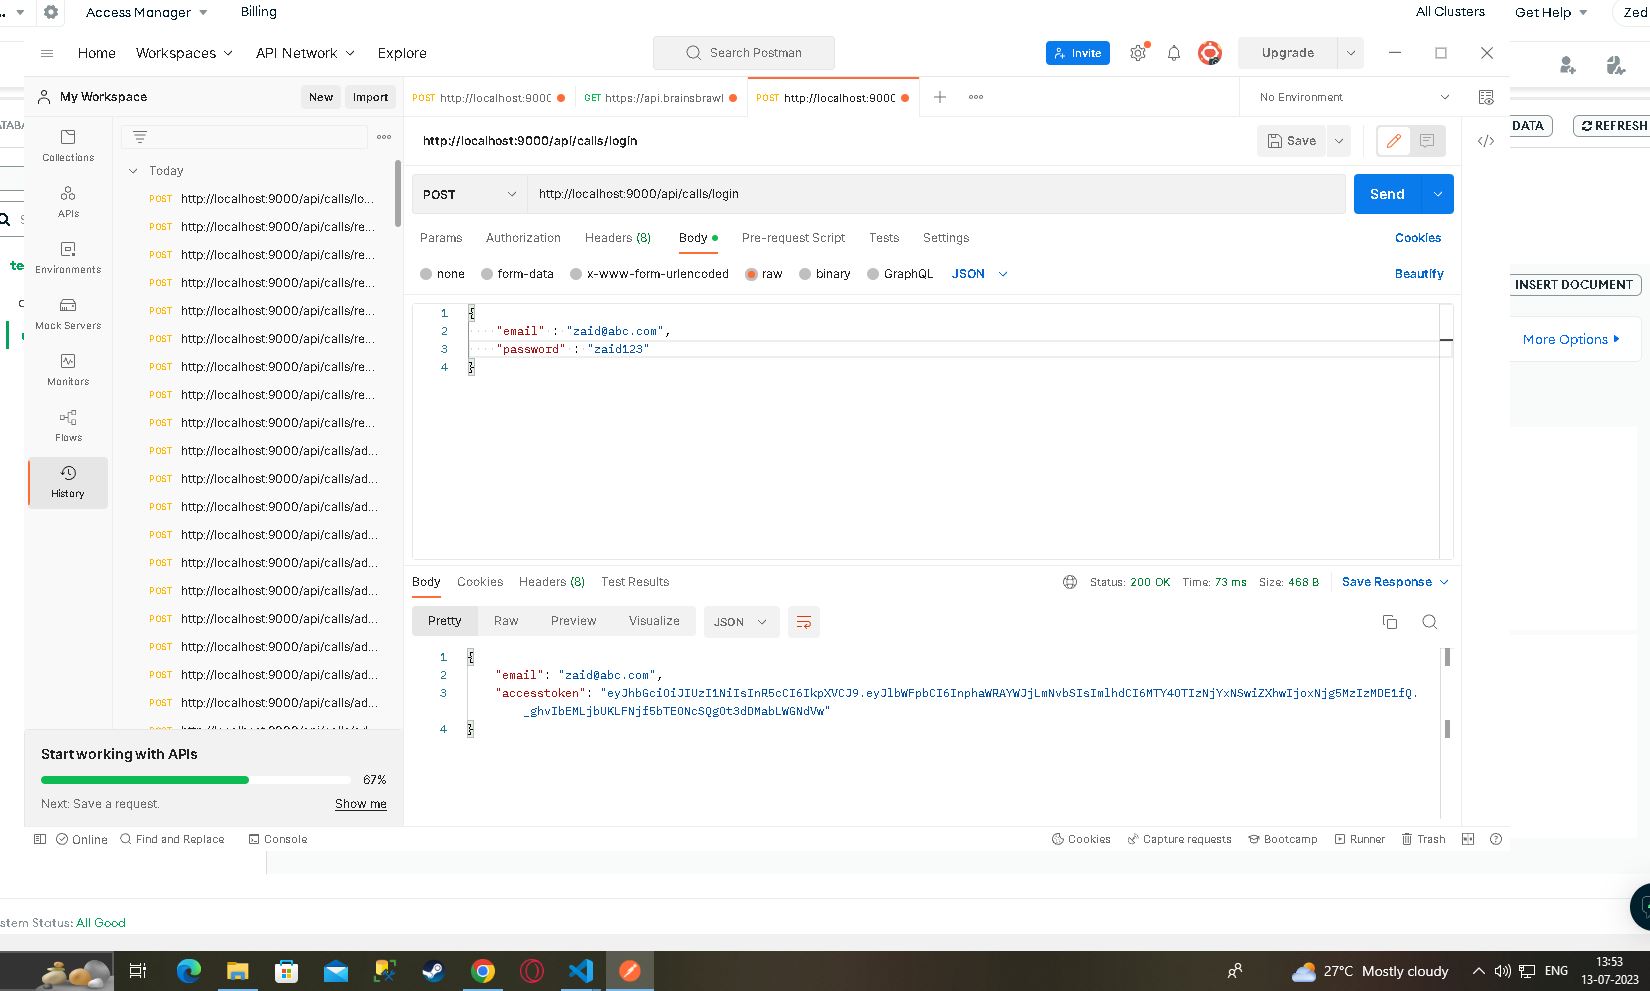 Access Manager
Billing
All Clusters
Get Help
Zed
Home
Workspaces
API Network
Explore
Search Postman
Invite
Upgrade
My Workspace
New
Import
POST http://localhost:900(
GET https://api.brainsbrawl
POST http://localhost:900(
No Environment
DATA
REFRESH
http://localhost:9000/api/calls/login
Save
POST
http://localhost:9000/api/calls/login
Send
Params
Authorization
Headers (8)
Body
Pre-request Script
Tests
Settings
Cookies
none
form-data
x-www-form-urlencoded
raw
binary
GraphQL
JSON
Beautify
INSERT DOCUMENT
More Options
1 {
2 "email" : "zaid@abc.com",
3 "password" : "zaid123"
4 }
Collections
APIs
Environments
Mock Servers
Monitors
Flows
History
Today
POST http://localhost:9000/api/calls/lo...
POST http://localhost:9000/api/calls/re...
POST http://localhost:9000/api/calls/re...
POST http://localhost:9000/api/calls/re...
POST http://localhost:9000/api/calls/re...
POST http://localhost:9000/api/calls/re...
POST http://localhost:9000/api/calls/re...
POST http://localhost:9000/api/calls/re...
POST http://localhost:9000/api/calls/re...
POST http://localhost:9000/api/calls/ad...
POST http://localhost:9000/api/calls/ad...
POST http://localhost:9000/api/calls/ad...
POST http://localhost:9000/api/calls/ad...
POST http://localhost:9000/api/calls/ad...
POST http://localhost:9000/api/calls/ad...
POST http://localhost:9000/api/calls/ad...
POST http://localhost:9000/api/calls/ad...
POST http://localhost:9000/api/calls/ad...
POST http://localhost:9000/api/calls/ad...
Body
Cookies
Headers (8)
Test Results
Status: 200 OK
Time: 73 ms
Size: 468 B
Save Response
Pretty
Raw
Preview
Visualize
JSON
1 {
2 "email": "zaid@abc.com",
3 "accesstoken": "eyJhbGciOiJIUzI1NiIsInR5cCI6IkpXVCJ9.eyJlbWFpbCI6InphaWRAYWJjLmNvbSIsImlhdCI6MTY4OTIzNjYxNSwiZXhwIjoxNjg5MzIzMDE1fQ.
_ghvIbEMLjbUKLFNjf5bTEONcSQgOt3dDMabLWGNdVw"
4 }
Start working with APIs
67%
Next: Save a request.
Show me
Online
Find and Replace
Console
Cookies
Capture requests
Bootcamp
Runner
Trash
stem Status: All Good
27°C Mostly cloudy
ENG
13:53
13-07-2023